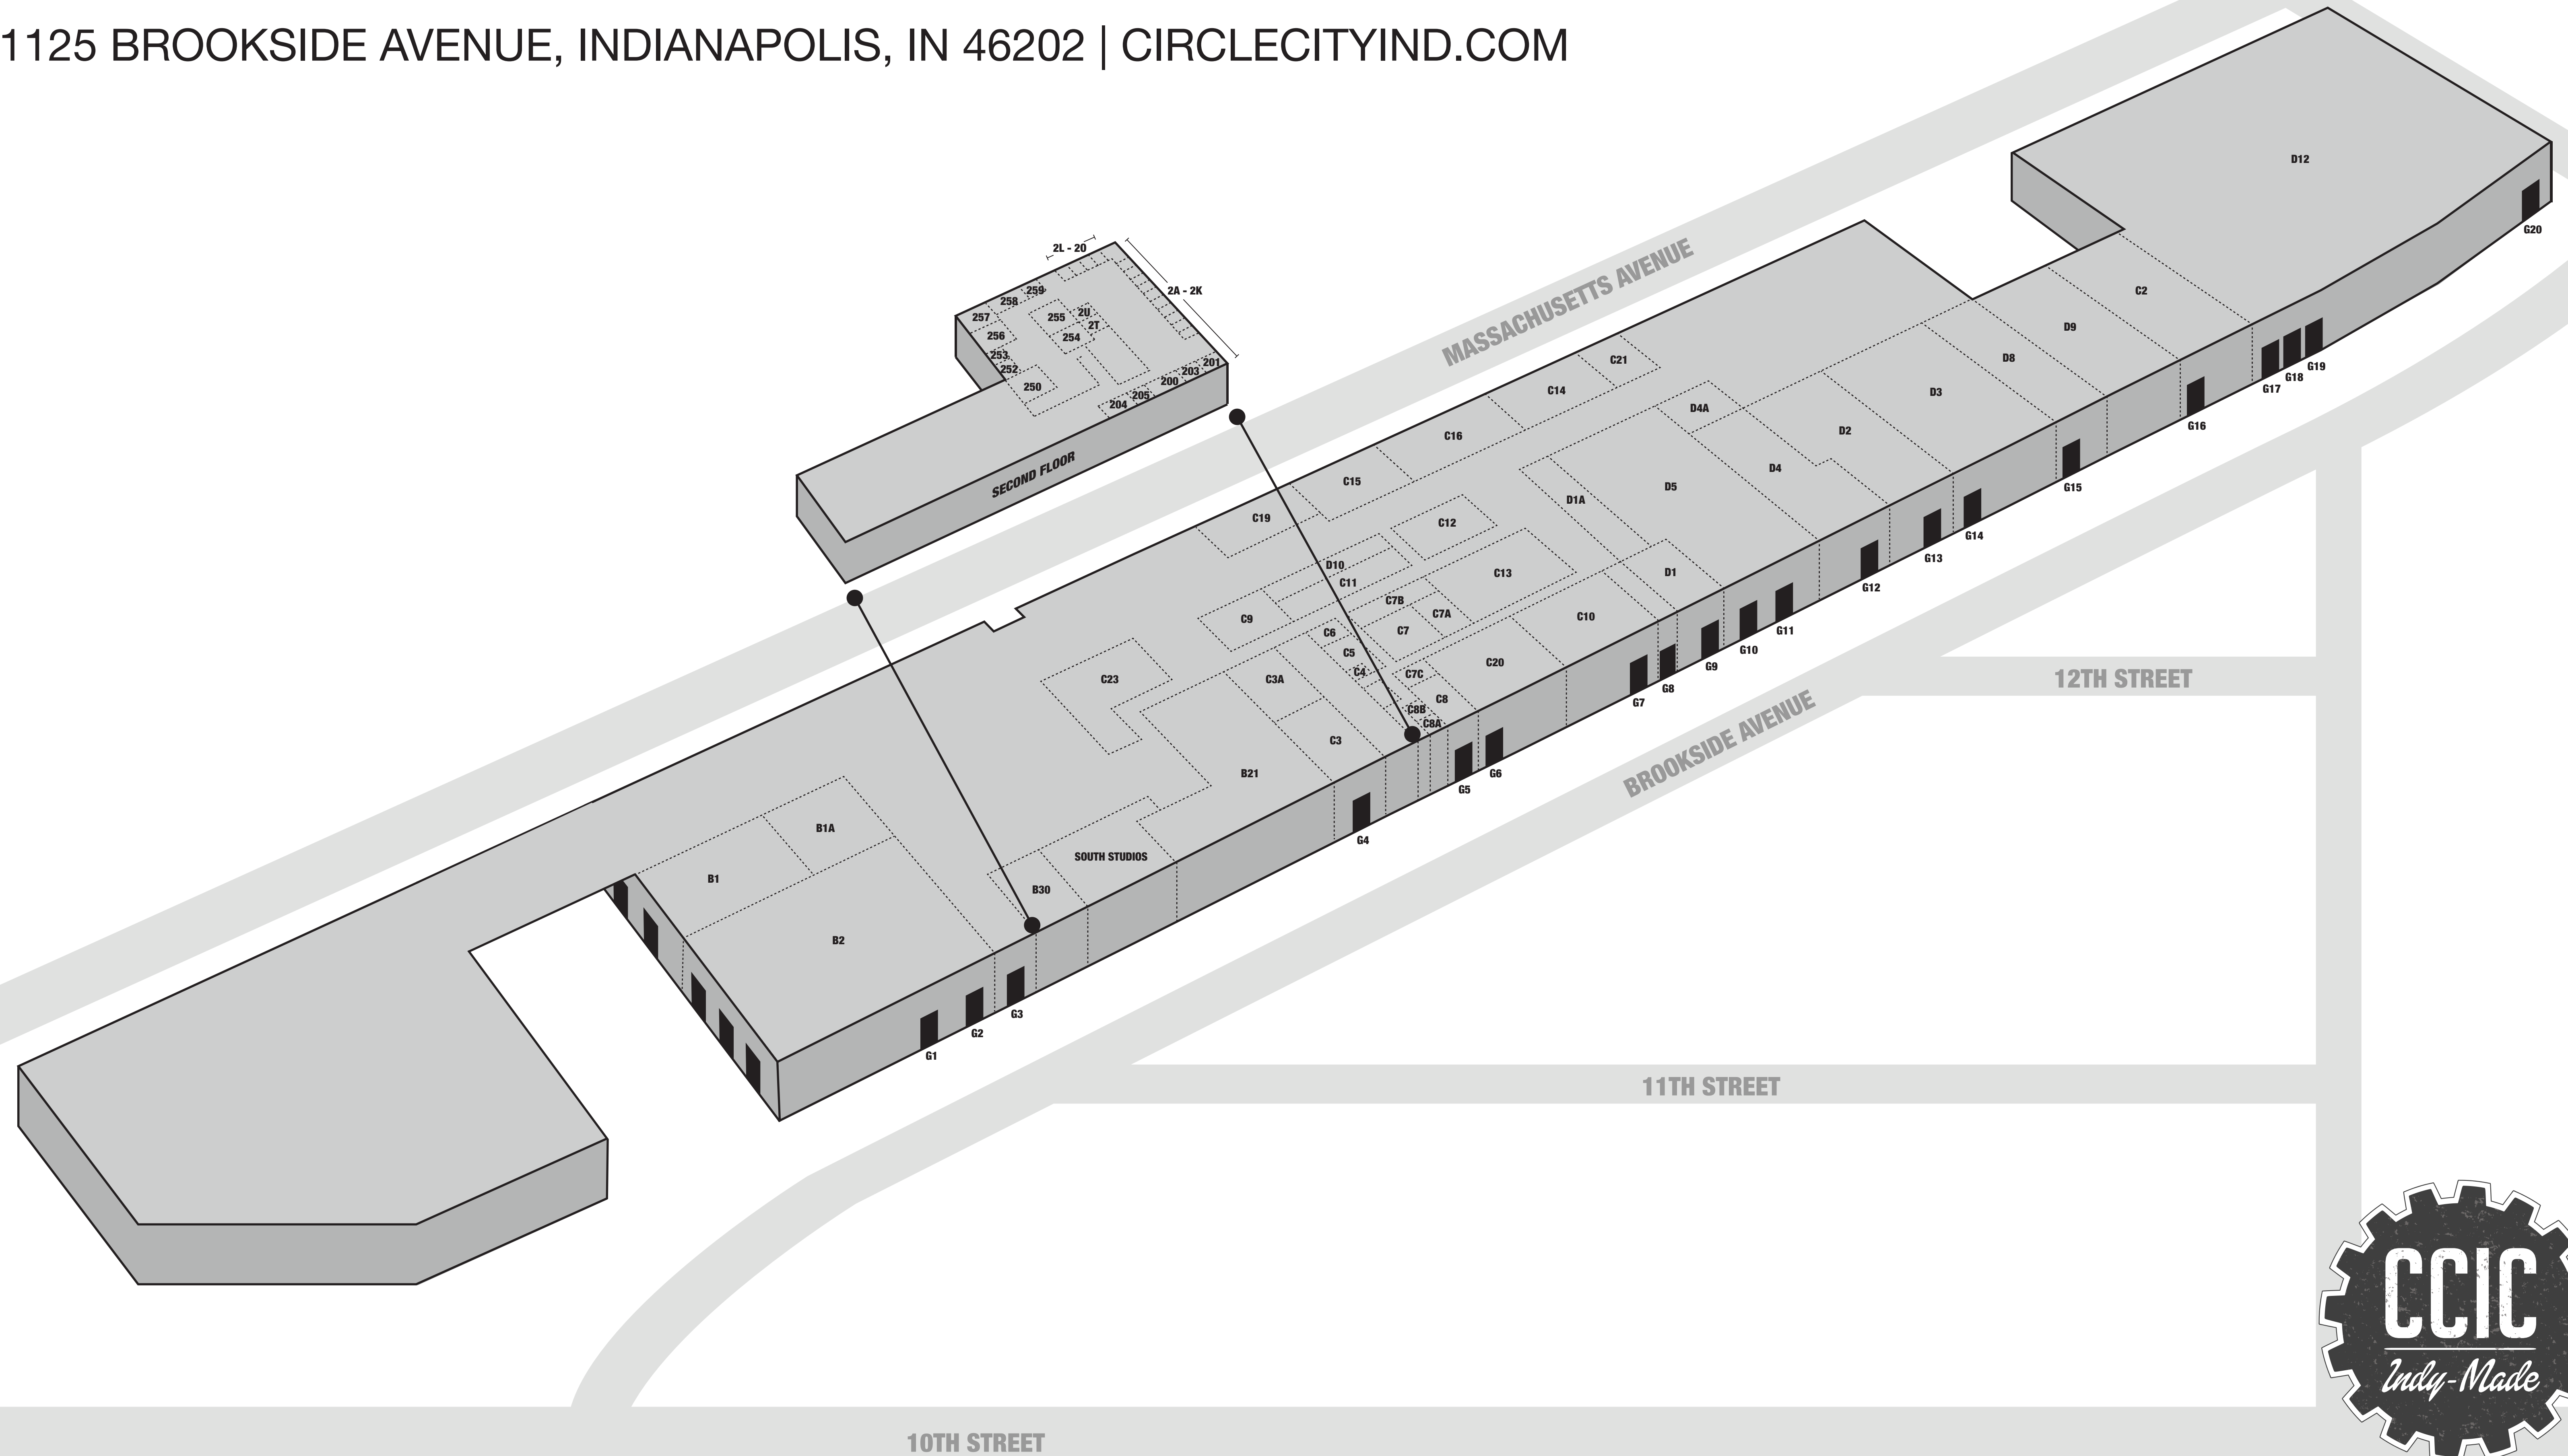 1125 BROOKSIDE AVENUE, INDIANAPOLIS, IN 46202 | CIRCLECITYIND.COM
D12
G20
2L - 2O
2A - 2K
259
258
257
255
2U
2T
256
254
253
252
250
201
203
200
205
204
SECOND FLOOR
MASSACHUSETTS AVENUE
C2
D9
D8
D3
D2
D4A
D4
D5
D1A
D1
C21
C14
C16
C15
C19
C12
D10
C11
C13
C9
C7B
C7A
C7
C10
C6
C5
C4
C20
C7C
C8
C8B
C8A
C23
C3A
C3
B21
SOUTH STUDIOS
B30
B1A
B1
B2
G19
G18
G17
G16
G15
G14
G13
G12
G11
G10
G9
G8
G7
G6
G5
G4
G3
G2
G1
12TH STREET
BROOKSIDE AVENUE
11TH STREET
10TH STREET
CCIC
Indy-Made